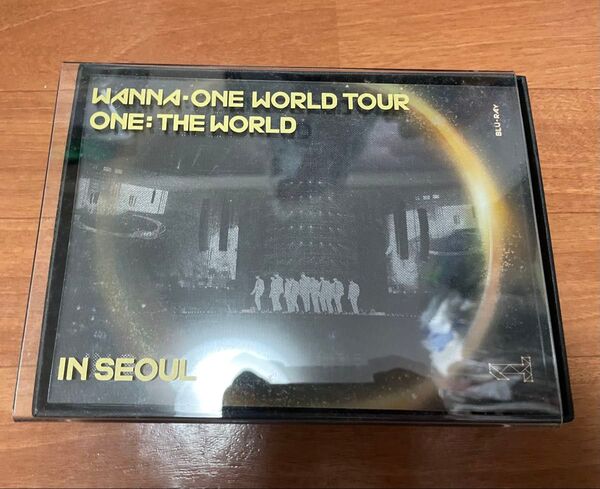 WANNA·ONE WORLD TOUR
ONE : THE WORLD
BLU-RAY
IN SEOUL